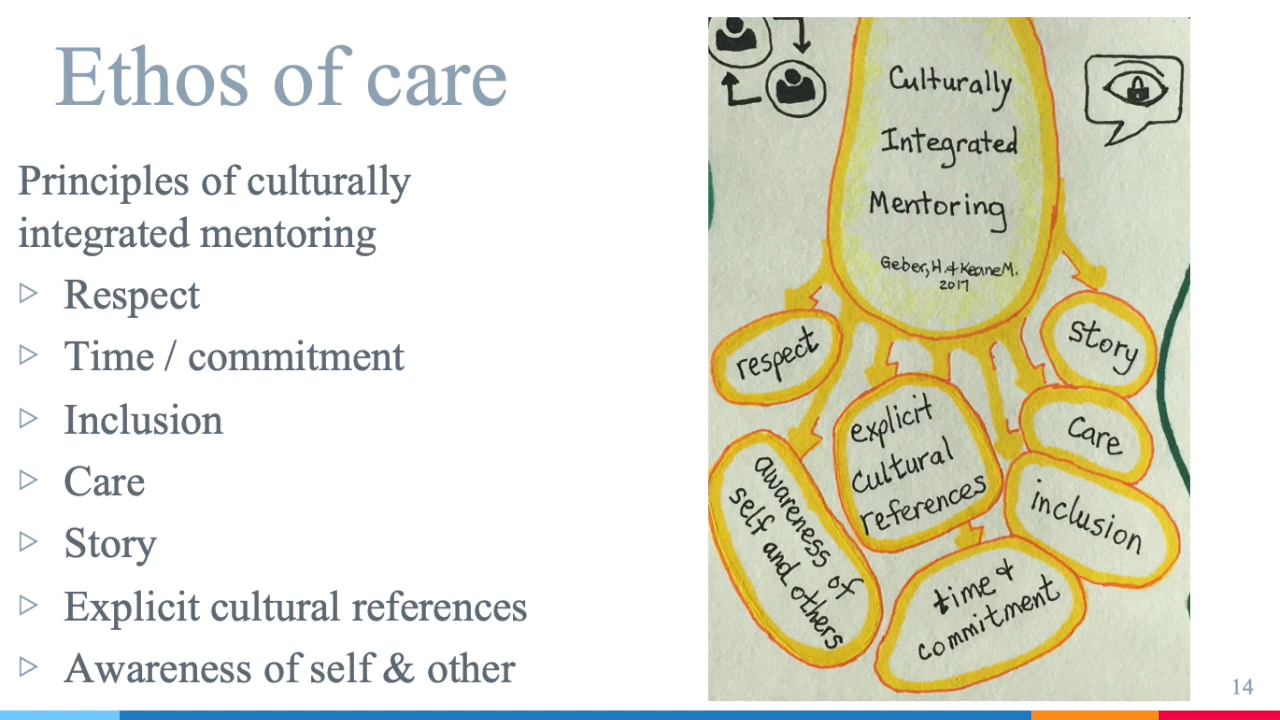 Ethos of care
Principles of culturally
integrated mentoring
Respect
Time / commitment
Inclusion
Care
Story
Explicit cultural references
Awareness of self & other
Culturally
Integrated
Mentoring
Geber, H. & Keane M.
2017
respect
story
explicit
cultural
references
care
awareness of
self and others
inclusion
time &
commitment
14